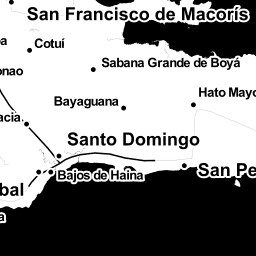 San Francisco de Macorís
Cotuí
Sabana Grande de Boyá
onao
Hato Mayo
Bayaguana
acia
Santo Domingo
San Pe
Bajos de Haina
bal
a